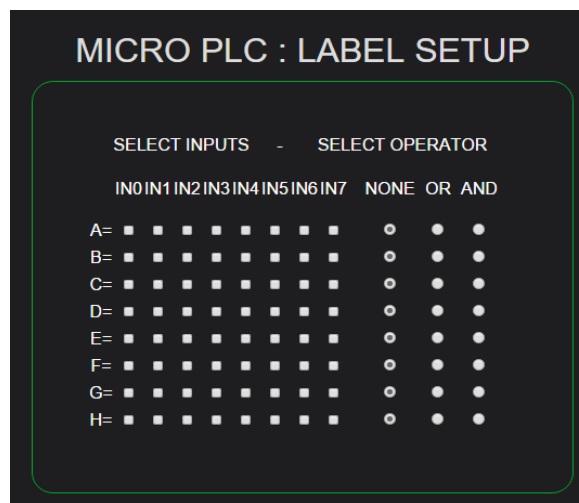 MICRO PLC : LABEL SETUP
SELECT INPUTS - SELECT OPERATOR
IN0 IN1 IN2 IN3 IN4 IN5 IN6 IN7 NONE OR AND
A=
B=
C=
D=
E=
F=
G=
H=